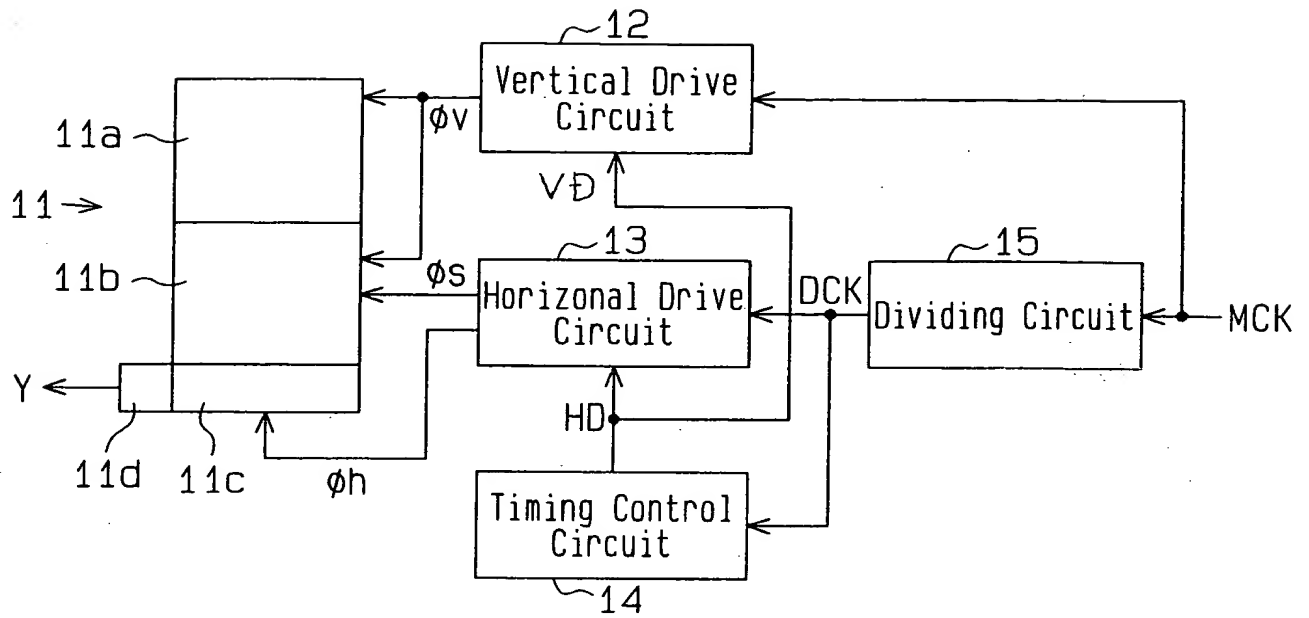 12
Vertical Drive
Circuit
11a
φv
11
VD
13
15
11b
φs
Horizonal Drive
Circuit
DCK
Dividing Circuit
MCK
Y
HD
11d
11c
φh
Timing Control
Circuit
14